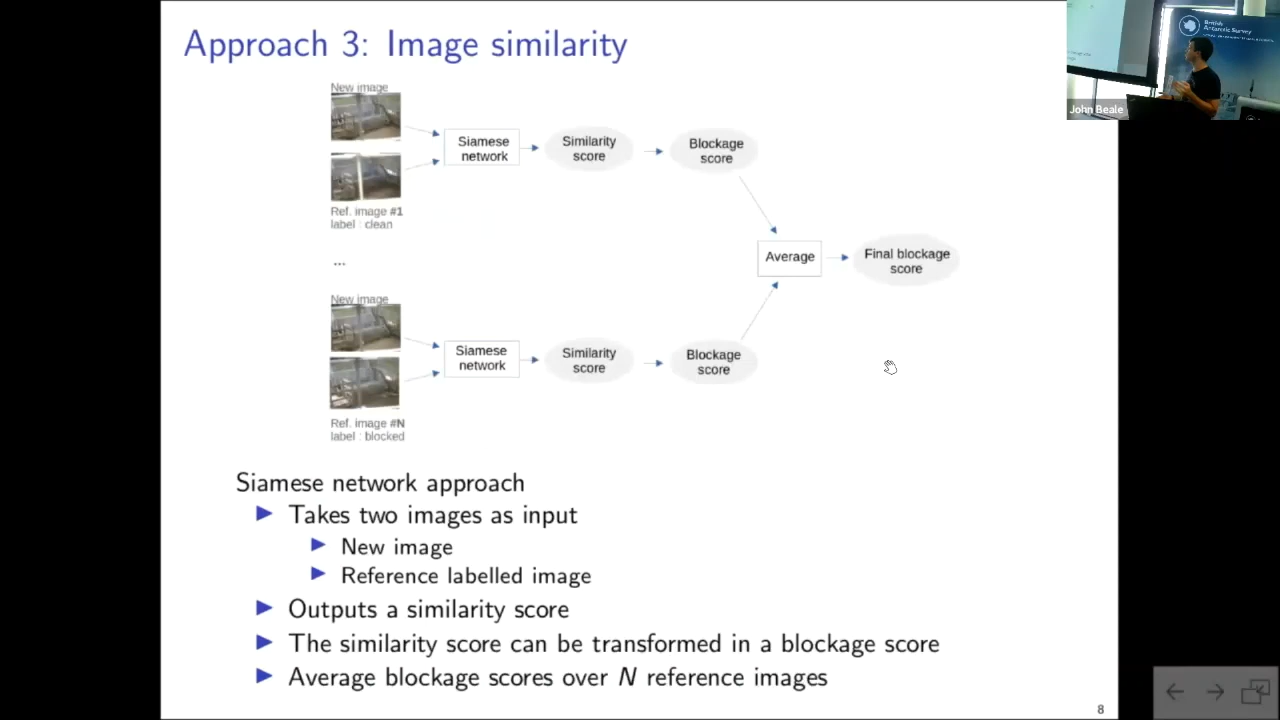 Approach 3: Image similarity
British
Antarctic Survey
John Beale
New image
Siamese
network
Similarity
score
Blockage
score
Ref. image #1
label : clean
...
Average
Final blockage
score
New image
Siamese
network
Similarity
score
Blockage
score
Ref. image #N
label : blocked
Siamese network approach
Takes two images as input
New image
Reference labelled image
Outputs a similarity score
The similarity score can be transformed in a blockage score
Average blockage scores over N reference images
8